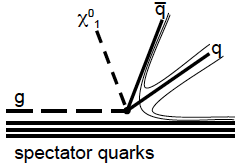 χ⁰₁
q̄
q
g
spectator quarks